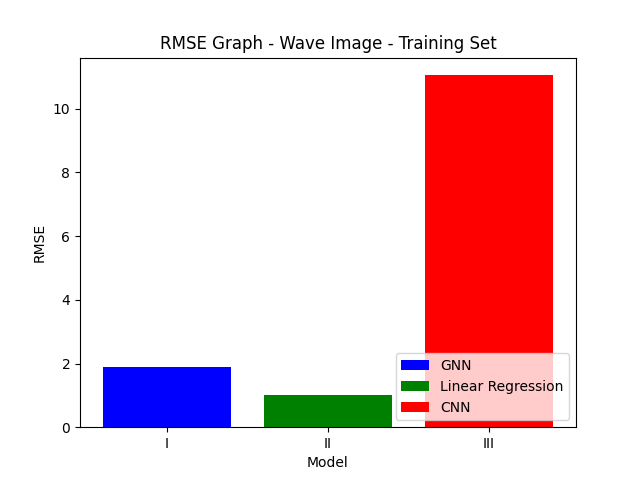 RMSE Graph - Wave Image - Training Set
10
8
6
4
2
0
RMSE
GNN
Linear Regression
CNN
I
II
III
Model